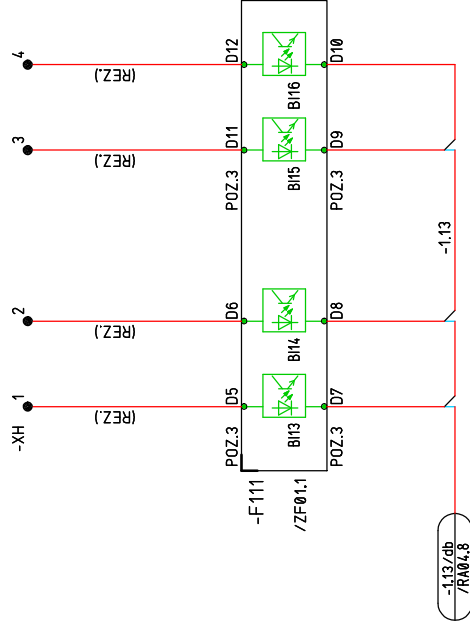 -XH 1 2 3 4
(REZ.) (REZ.) (REZ.) (REZ.)
POZ.3 D5 D6 POZ.3 D11 D12
-F111
/ZF01.1 BI13 BI14 BI15 BI16
POZ.3 D7 D8 POZ.3 D9 D10
-1.13
-1.13/db
/RA04.8